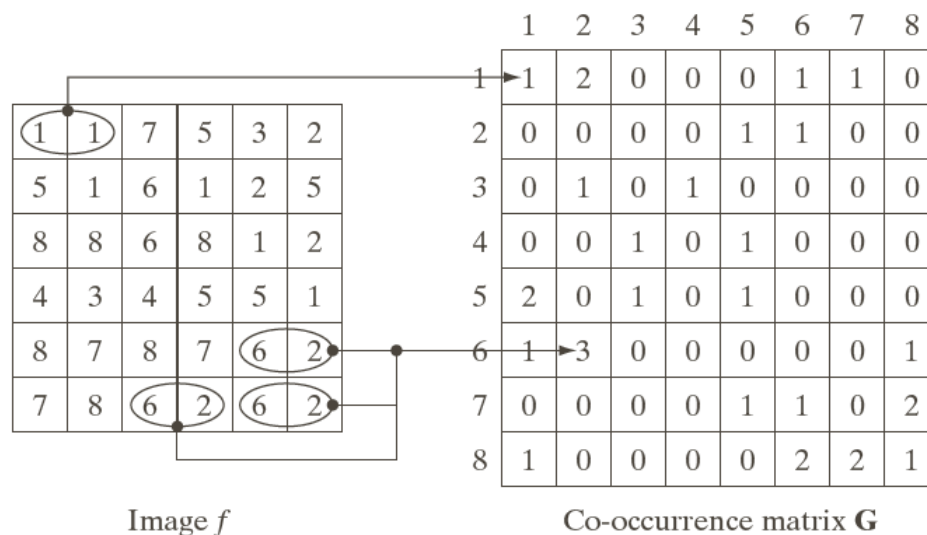 1 2 3 4 5 6 7 8
1 1 2 0 0 0 1 1 0
1 1 7 5 3 2
2 0 0 0 0 1 1 0 0
5 1 6 1 2 5
3 0 1 0 1 0 0 0 0
8 8 6 8 1 2
4 0 0 1 0 1 0 0 0
4 3 4 5 5 1
5 2 0 1 0 1 0 0 0
8 7 8 7 6 2
6 1 3 0 0 0 0 0 1
7 8 6 2 6 2
7 0 0 0 0 1 1 0 2
8 1 0 0 0 0 2 2 1
Image f
Co-occurrence matrix G